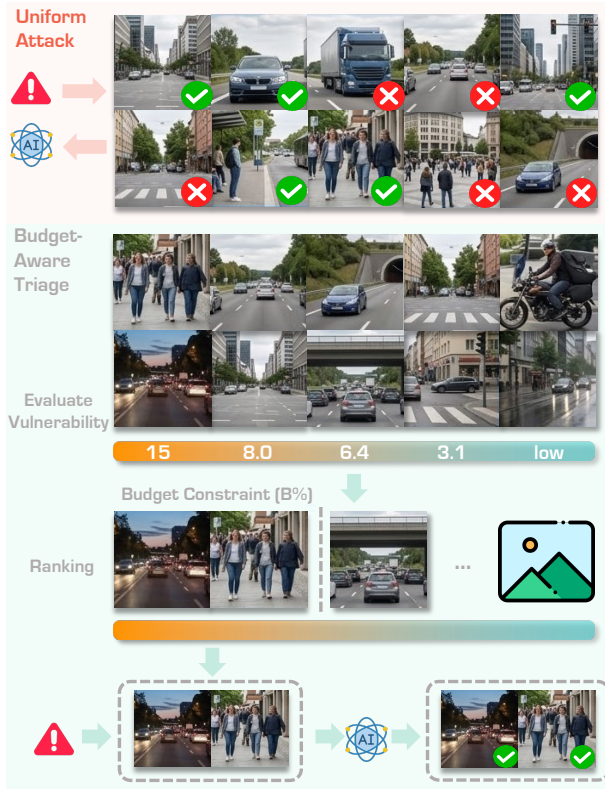 Uniform
Attack
AI
Budget-
Aware
Triage
Evaluate
Vulnerability
15 8.0 6.4 3.1 low
Budget Constraint (B%)
Ranking
...
AI